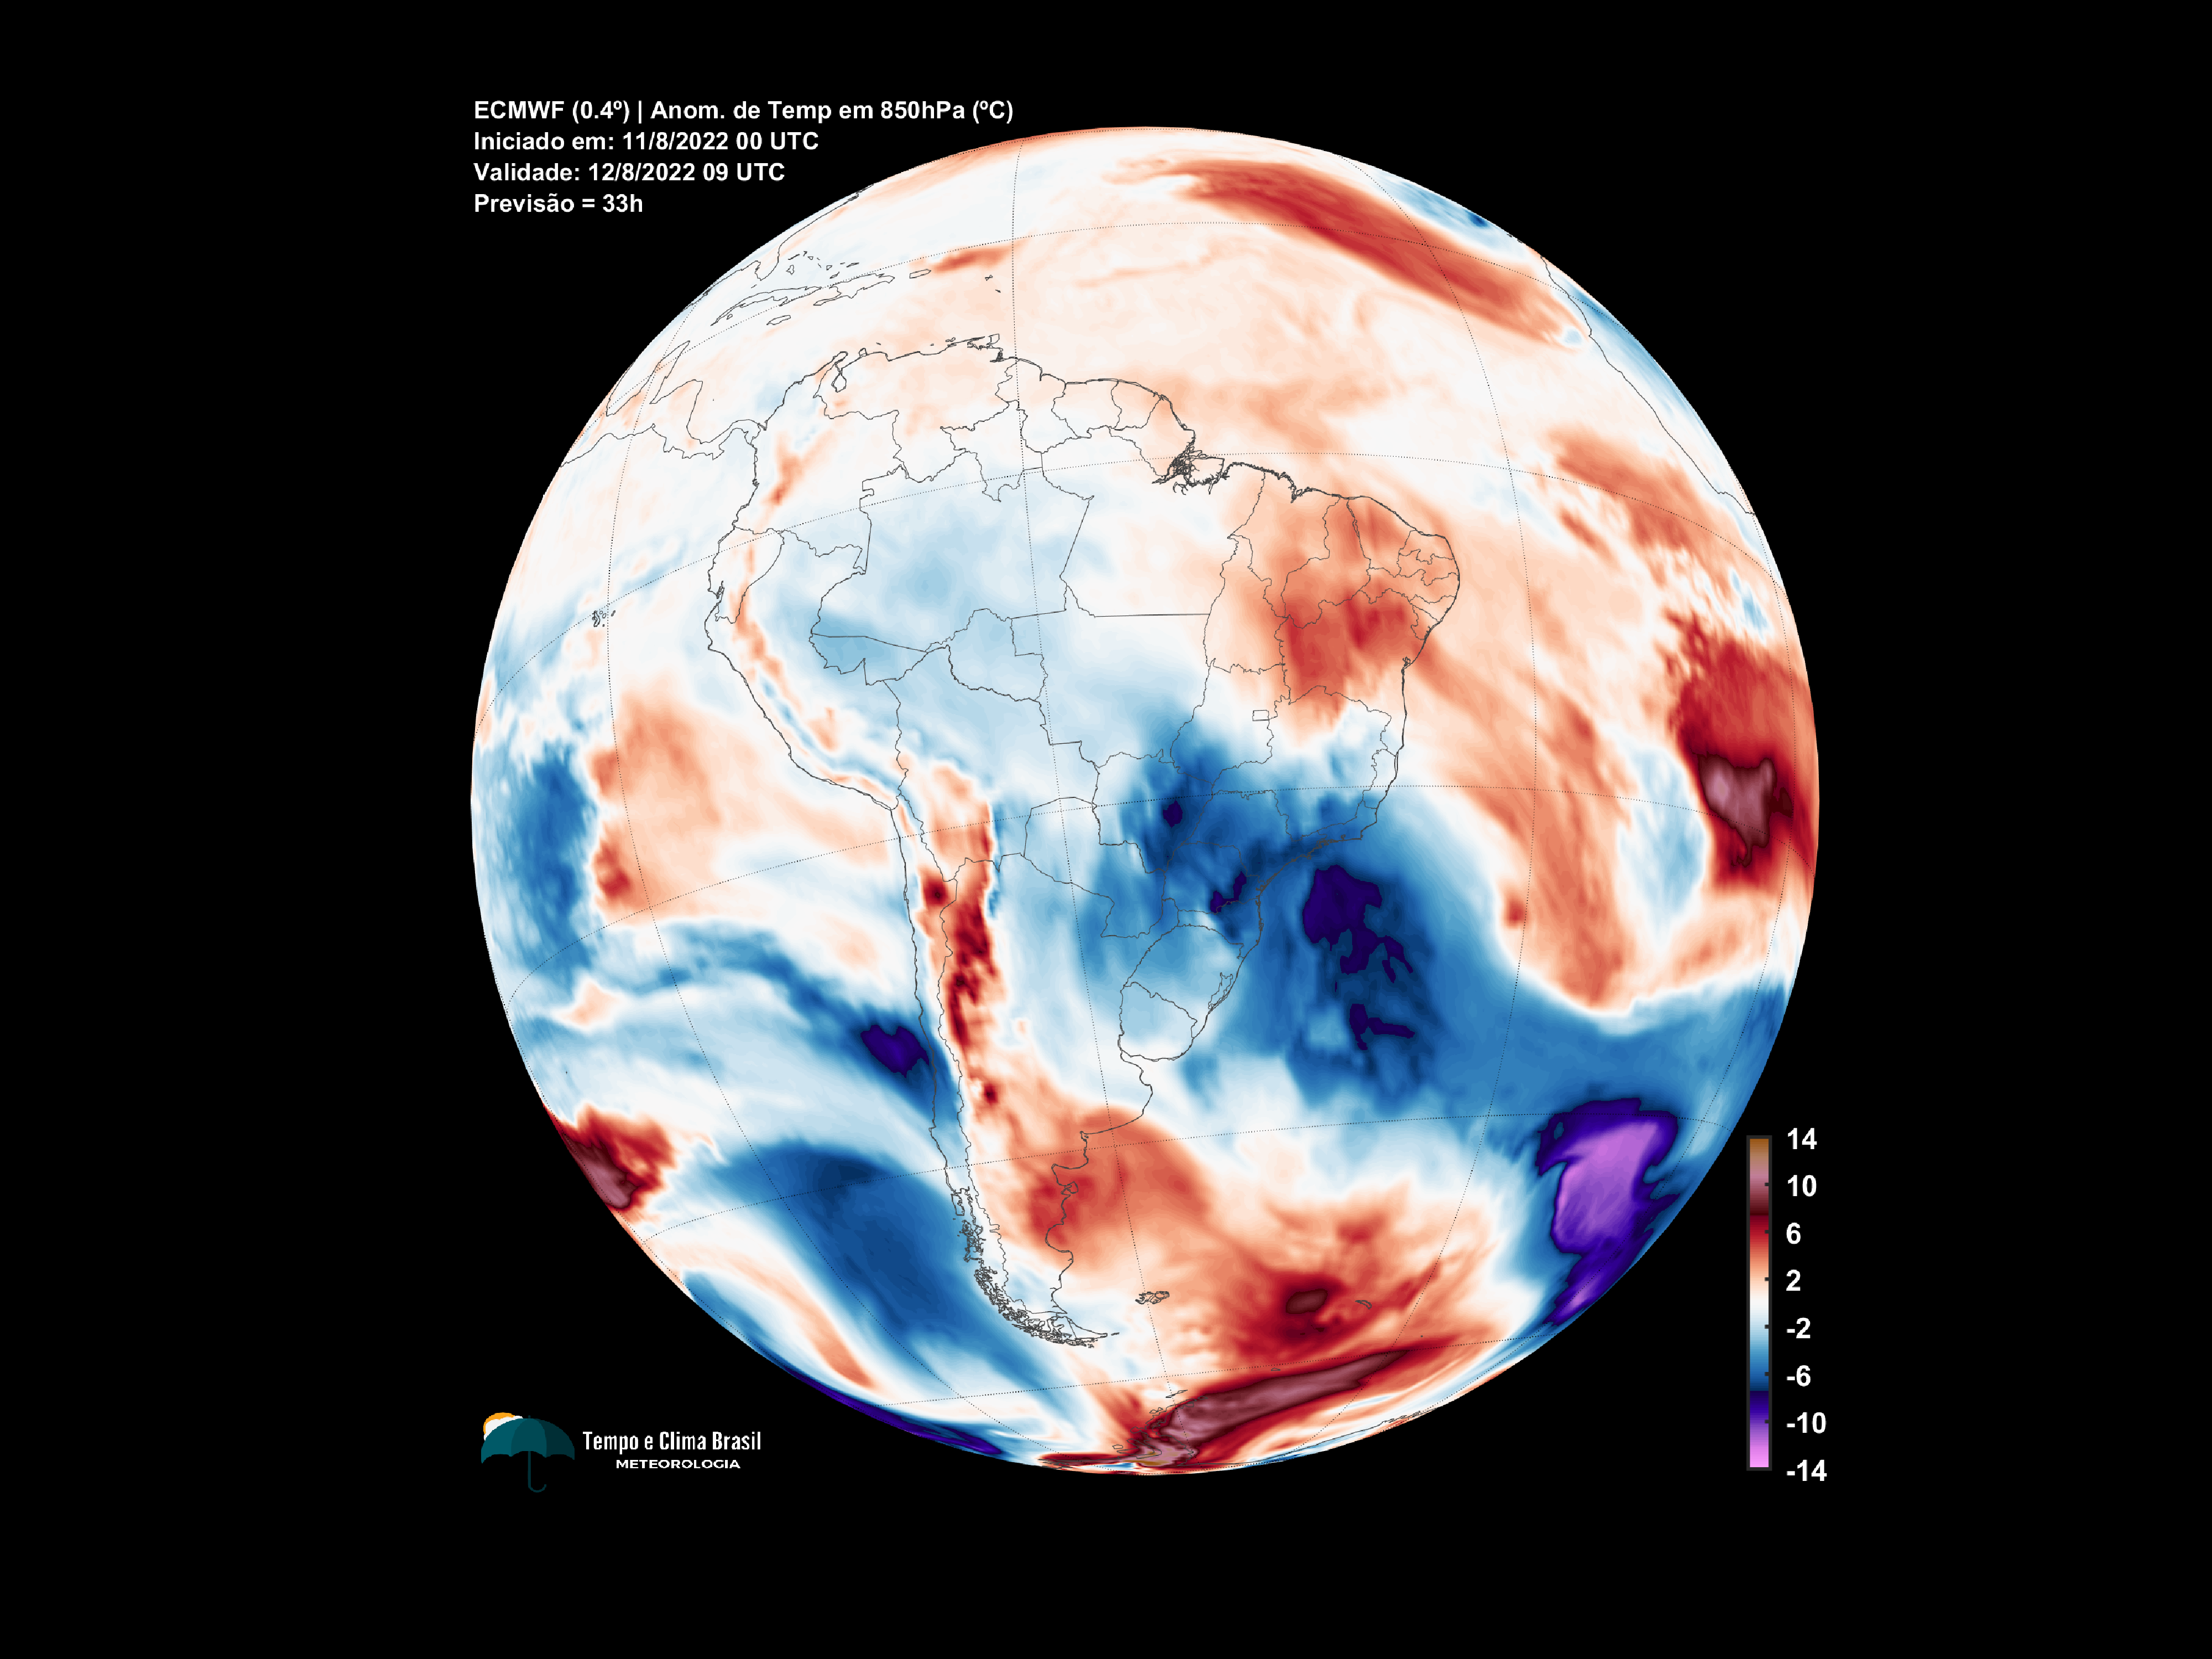 ECMWF (0.4º) | Anom. de Temp em 850hPa (ºC)
Iniciado em: 11/8/2022 00 UTC
Validade: 12/8/2022 09 UTC
Previsão = 33h
14
10
6
2
-2
-6
-10
-14
Tempo e Clima Brasil
METEOROLOGIA